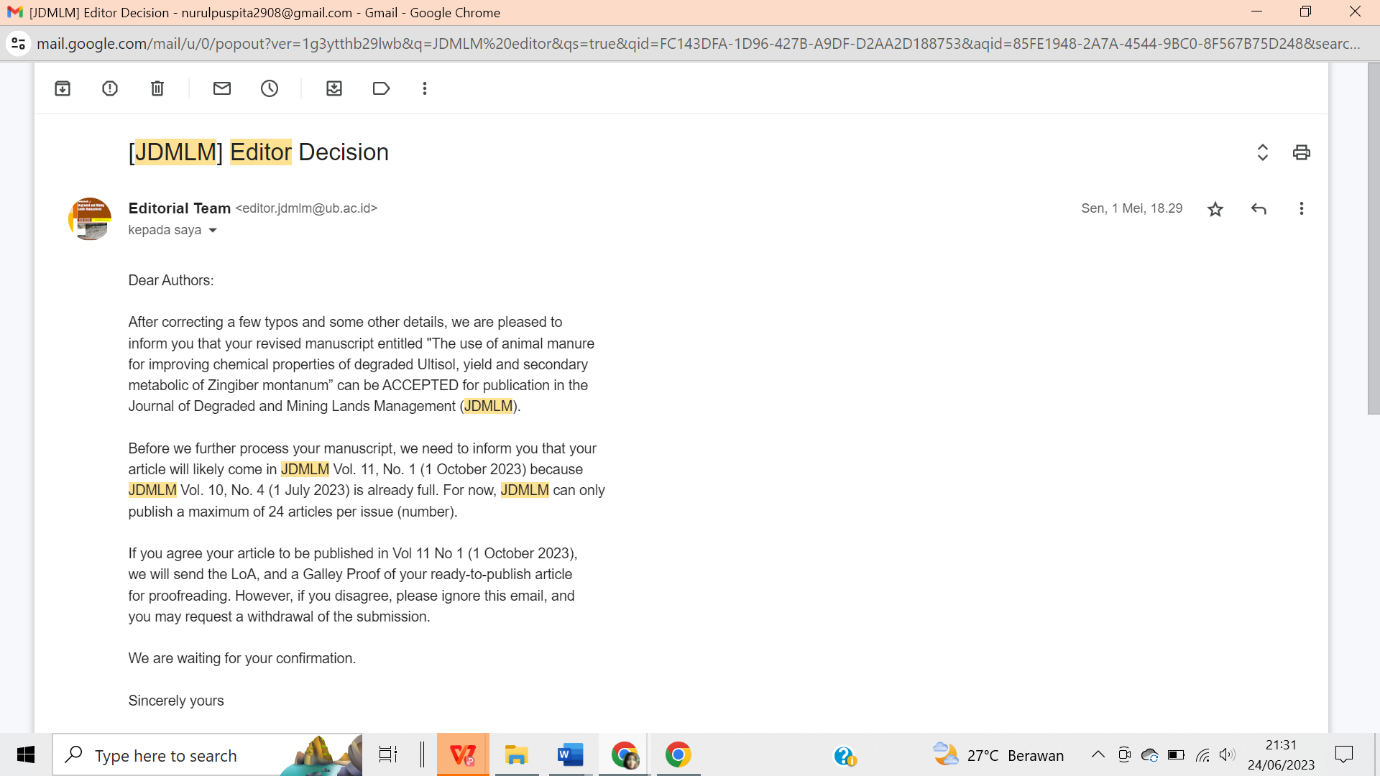 [JDMLM] Editor Decision - nurulpuspita2908@gmail.com - Gmail - Google Chrome
mail.google.com/mail/u/0/popout?ver=1g3ytthb29lwb&q=JDMLM%20editor&qs=true&qid=FC143DFA-1D96-427B-A9DF-D2AA2D188753&aqid=85FE1948-2A7A-4544-9BC0-8F567B75D248&searc...
[JDMLM] Editor Decision
Editorial Team <editor.jdmlm@ub.ac.id>
Sen, 1 Mei, 18.29
kepada saya
Dear Authors:
After correcting a few typos and some other details, we are pleased to
inform you that your revised manuscript entitled "The use of animal manure
for improving chemical properties of degraded Ultisol, yield and secondary
metabolic of Zingiber montanum” can be ACCEPTED for publication in the
Journal of Degraded and Mining Lands Management (JDMLM).
Before we further process your manuscript, we need to inform you that your
article will likely come in JDMLM Vol. 11, No. 1 (1 October 2023) because
JDMLM Vol. 10, No. 4 (1 July 2023) is already full. For now, JDMLM can only
publish a maximum of 24 articles per issue (number).
If you agree your article to be published in Vol 11 No 1 (1 October 2023),
we will send the LoA, and a Galley Proof of your ready-to-publish article
for proofreading. However, if you disagree, please ignore this email, and
you may request a withdrawal of the submission.
We are waiting for your confirmation.
Sincerely yours
Type here to search
27°C Berawan
21:31
24/06/2023